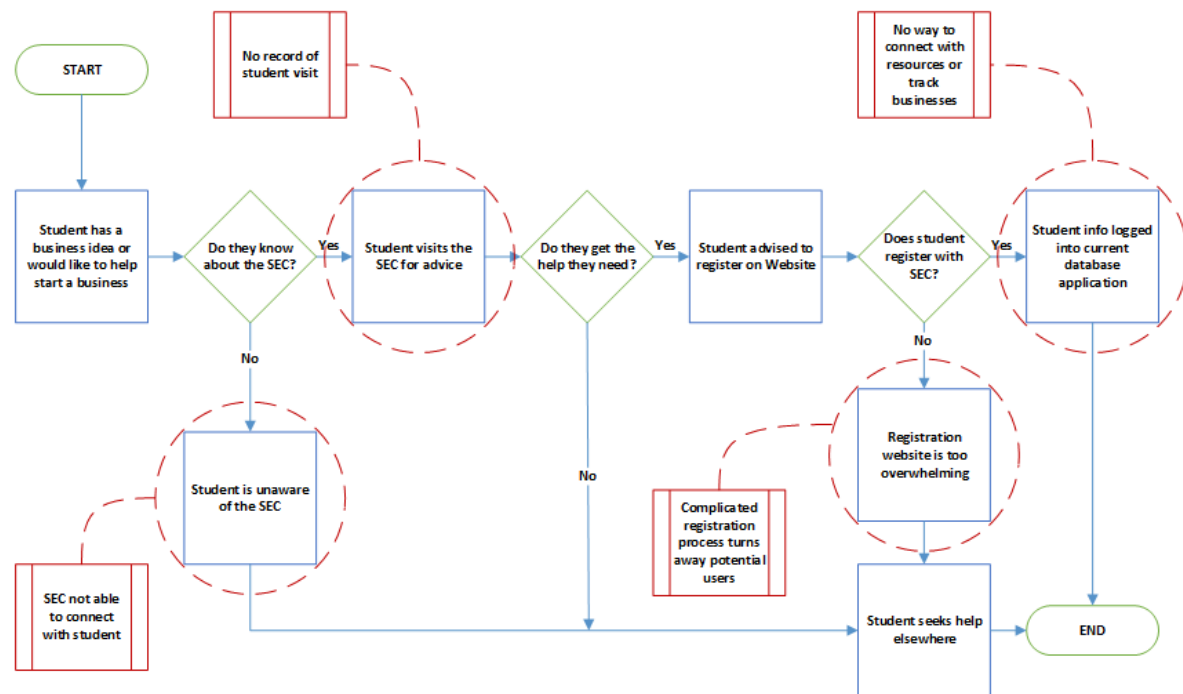 START
No record of
student visit
No way to
connect with
resources or
track
businesses
Student has a
business idea or
would like to help
start a business
Do they know
about the SEC?
Yes
Student visits the
SEC for advice
Do they get the
help they need?
Yes
Student advised to
register on Website
Does student
register with
SEC?
Yes
Student info logged
into current
database
application
No
No
No
Student is unaware
of the SEC
Registration
website is too
overwhelming
Complicated
registration
process turns
away potential
users
SEC not able
to connect
with student
Student seeks help
elsewhere
END